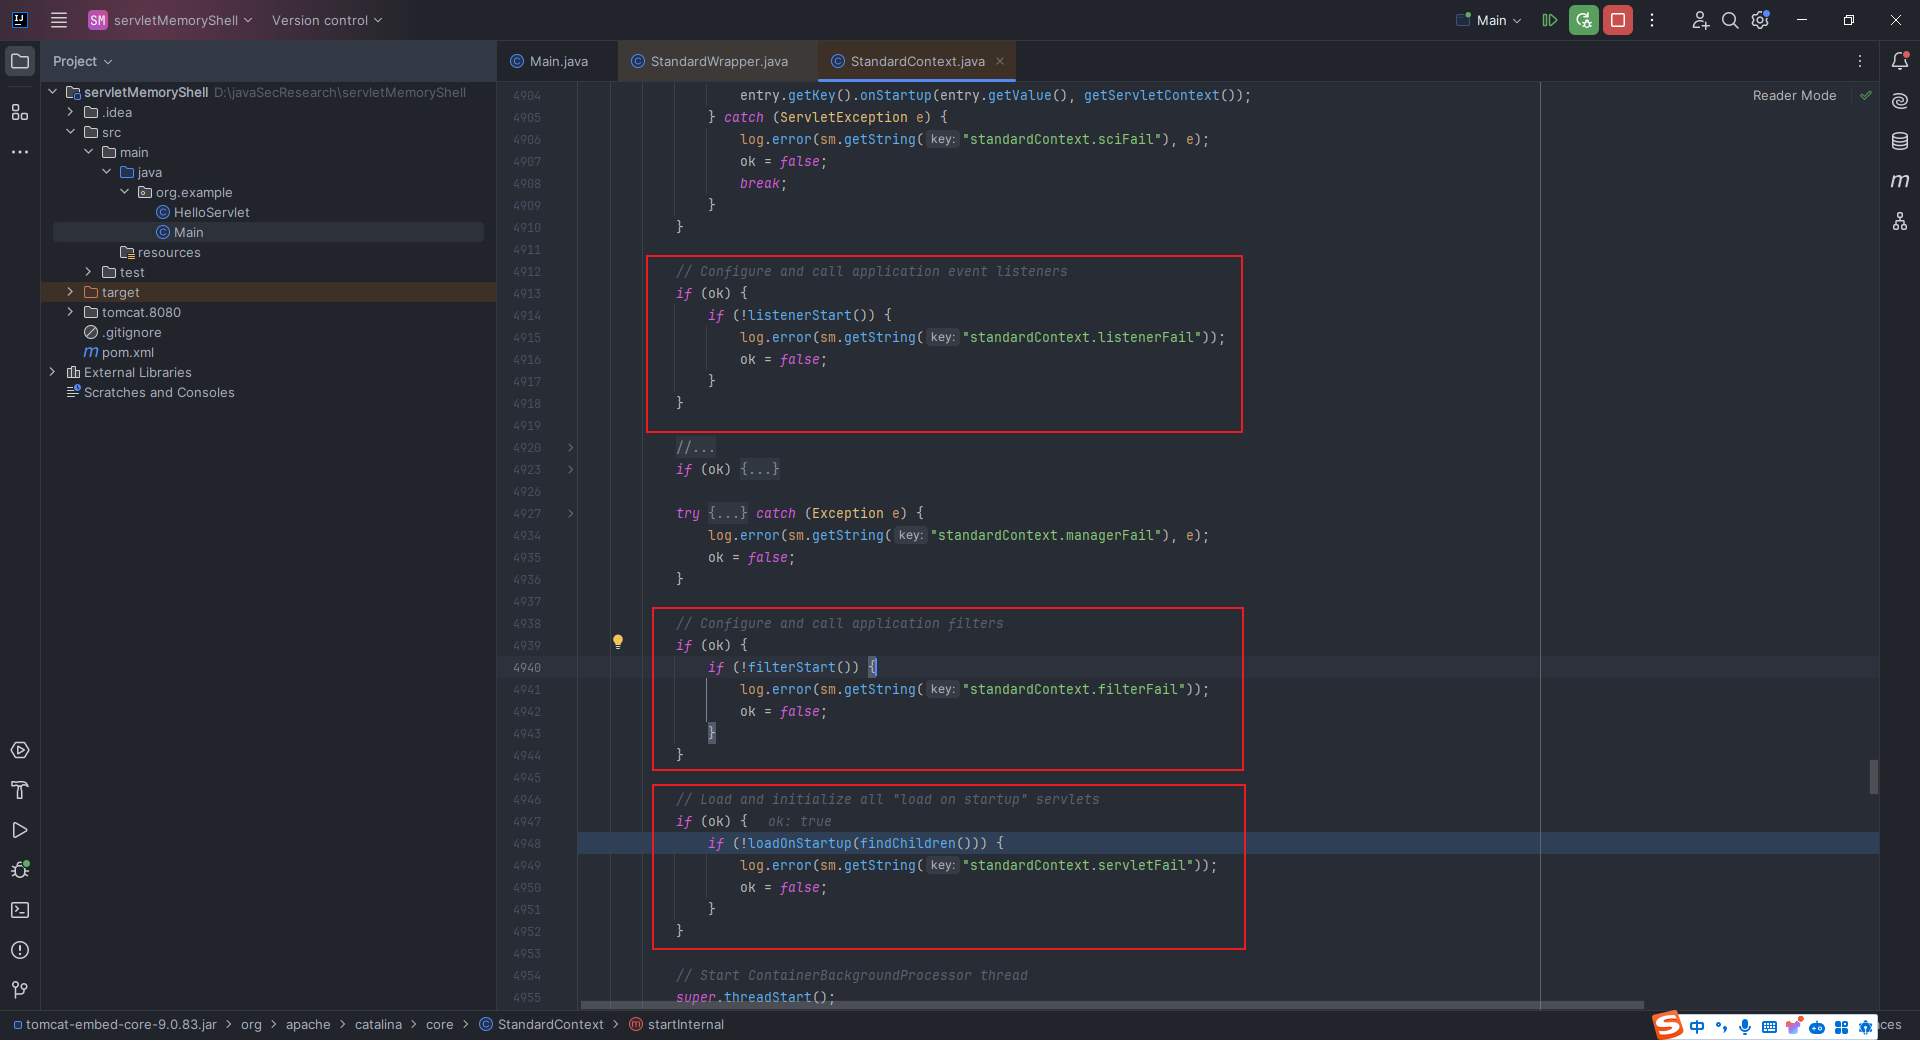 SM servletMemoryShell Version control Main
Project
Main.java StandardWrapper.java StandardContext.java
servletMemoryShell D:\javaSecResearch\servletMemoryShell
.idea
src
main
java
org.example
HelloServlet
Main
resources
test
target
tomcat.8080
.gitignore
pom.xml
External Libraries
Scratches and Consoles
Reader Mode
4904 entry.getKey().onStartup(entry.getValue(), getServletContext());
4905 } catch (ServletException e) {
4906 log.error(sm.getString( key: "standardContext.sciFail"), e);
4907 ok = false;
4908 break;
4909 }
4910 }
4911
4912 // Configure and call application event listeners
4913 if (ok) {
4914 if (!listenerStart()) {
4915 log.error(sm.getString( key: "standardContext.listenerFail"));
4916 ok = false;
4917 }
4918 }
4919
4920 //...
4923 if (ok) {...}
4926
4927 try {...} catch (Exception e) {
4934 log.error(sm.getString( key: "standardContext.managerFail"), e);
4935 ok = false;
4936 }
4937
4938 // Configure and call application filters
4939 if (ok) {
4940 if (!filterStart()) {
4941 log.error(sm.getString( key: "standardContext.filterFail"));
4942 ok = false;
4943 }
4944 }
4945
4946 // Load and initialize all "load on startup" servlets
4947 if (ok) { ok: true
4948 if (!loadOnStartup(findChildren())) {
4949 log.error(sm.getString( key: "standardContext.servletFail"));
4950 ok = false;
4951 }
4952 }
4953
4954 // Start ContainerBackgroundProcessor thread
4955 super.threadStart();
tomcat-embed-core-9.0.83.jar > org > apache > catalina > core > StandardContext > startInternal
中